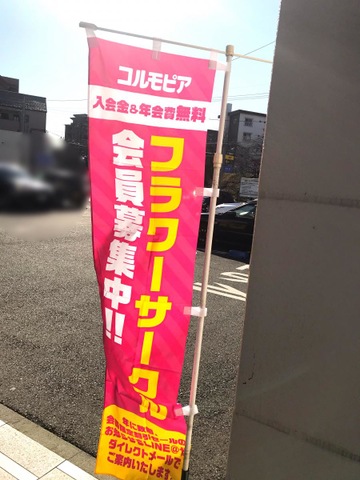 コルモピア
入会金&年会費無料
フラワーサークル
会員募集中!!
ダイレクトメールで
ご案内いたします。